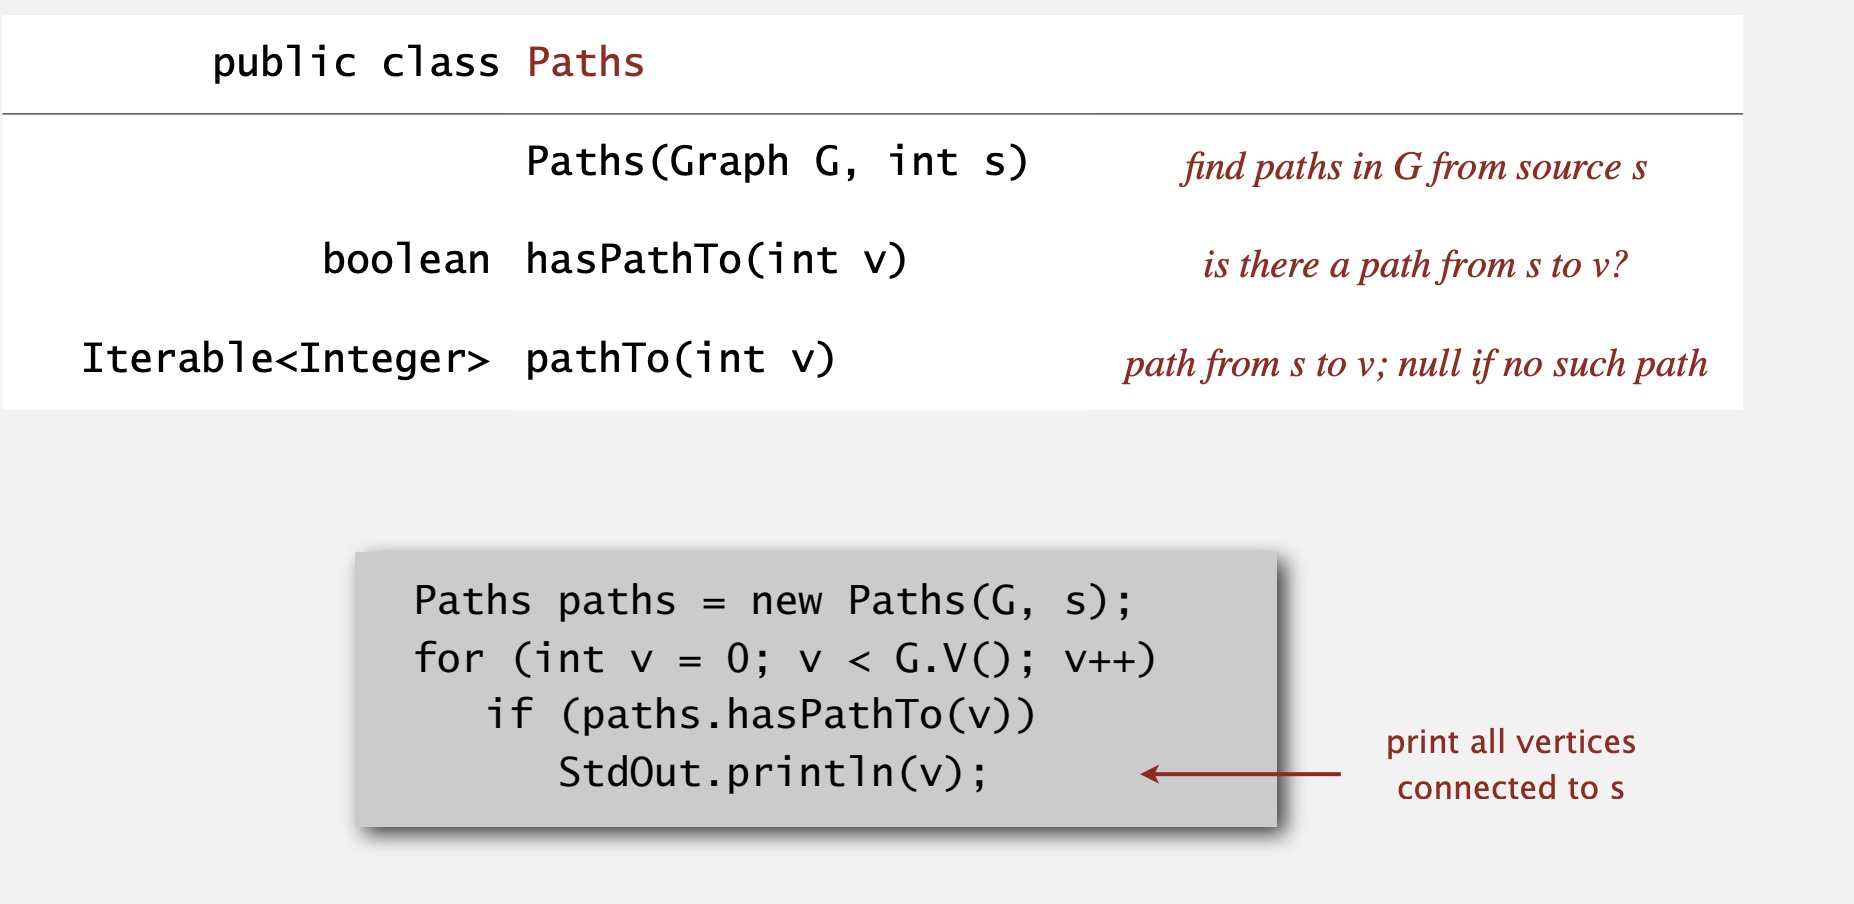 public class Paths
Paths(Graph G, int s) find paths in G from source s
boolean hasPathTo(int v) is there a path from s to v?
Iterable<Integer> pathTo(int v) path from s to v; null if no such path
Paths paths = new Paths(G, s);
for (int v = 0; v < G.V(); v++)
if (paths.hasPathTo(v))
StdOut.println(v);
print all vertices
connected to s